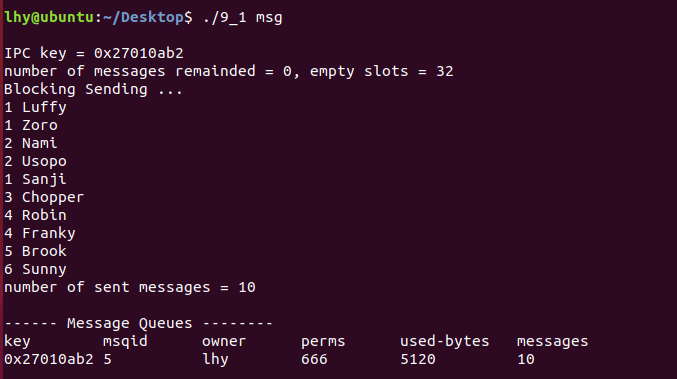 lhy@ubuntu:~/Desktop$ ./9_1 msg
IPC key = 0x27010ab2
number of messages remainded = 0, empty slots = 32
Blocking Sending ...
1 Luffy
1 Zoro
2 Nami
2 Usopo
1 Sanji
3 Chopper
4 Robin
4 Franky
5 Brook
6 Sunny
number of sent messages = 10
------ Message Queues --------
key        msqid      owner      perms      used-bytes   messages
0x27010ab2 5          lhy        666        5120         10